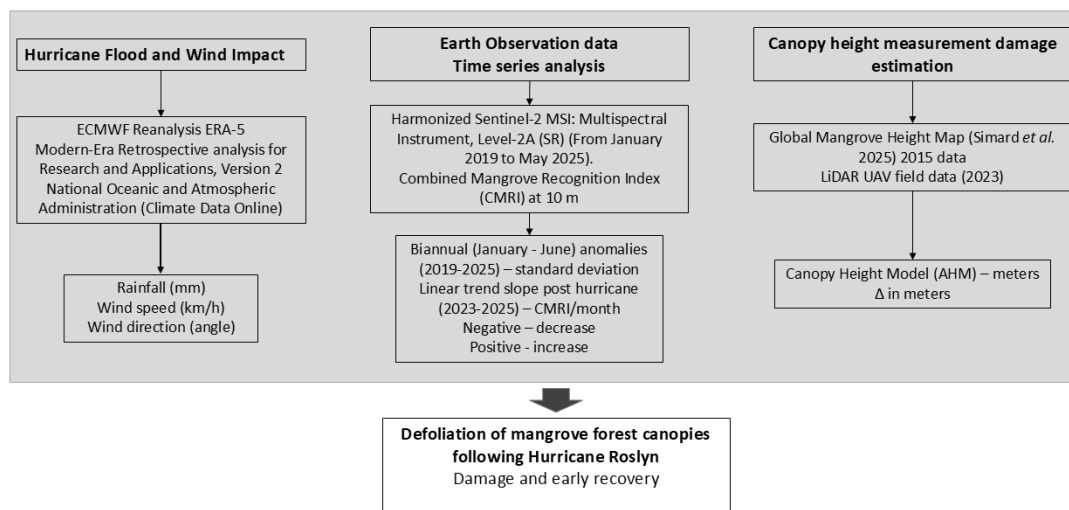 Hurricane Flood and Wind Impact
ECMWF Reanalysis ERA-5
Modern-Era Retrospective analysis for
Research and Applications, Version 2
National Oceanic and Atmospheric
Administration (Climate Data Online)
Rainfall (mm)
Wind speed (km/h)
Wind direction (angle)
Earth Observation data
Time series analysis
Harmonized Sentinel-2 MSI: Multispectral
Instrument, Level-2A (SR) (From January
2019 to May 2025).
Combined Mangrove Recognition Index
(CMRI) at 10 m
Biannual (January - June) anomalies
(2019-2025) – standard deviation
Linear trend slope post hurricane
(2023-2025) – CMRI/month
Negative – decrease
Positive - increase
Canopy height measurement damage
estimation
Global Mangrove Height Map (Simard et al.
2025) 2015 data
LiDAR UAV field data (2023)
Canopy Height Model (AHM) – meters
Δ in meters
Defoliation of mangrove forest canopies
following Hurricane Roslyn
Damage and early recovery